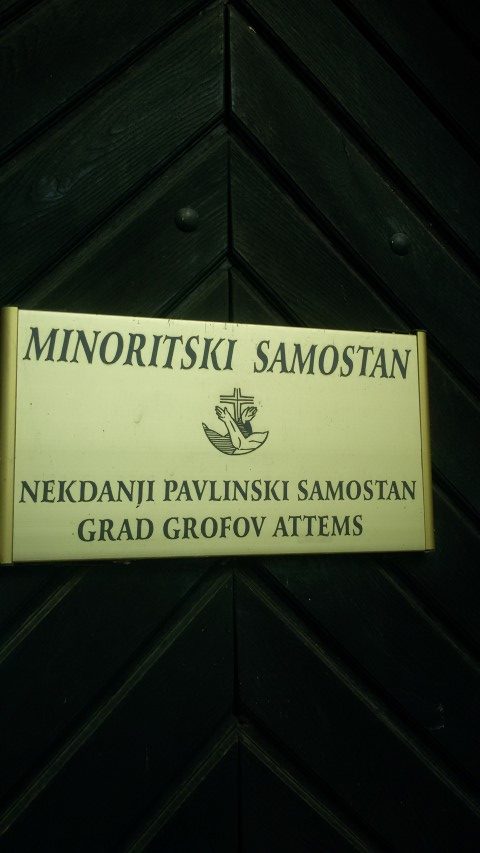 MINORITSKI SAMOSTAN
NEKDANJI PAVLINSKI SAMOSTAN
GRAD GROFOV ATTEMS